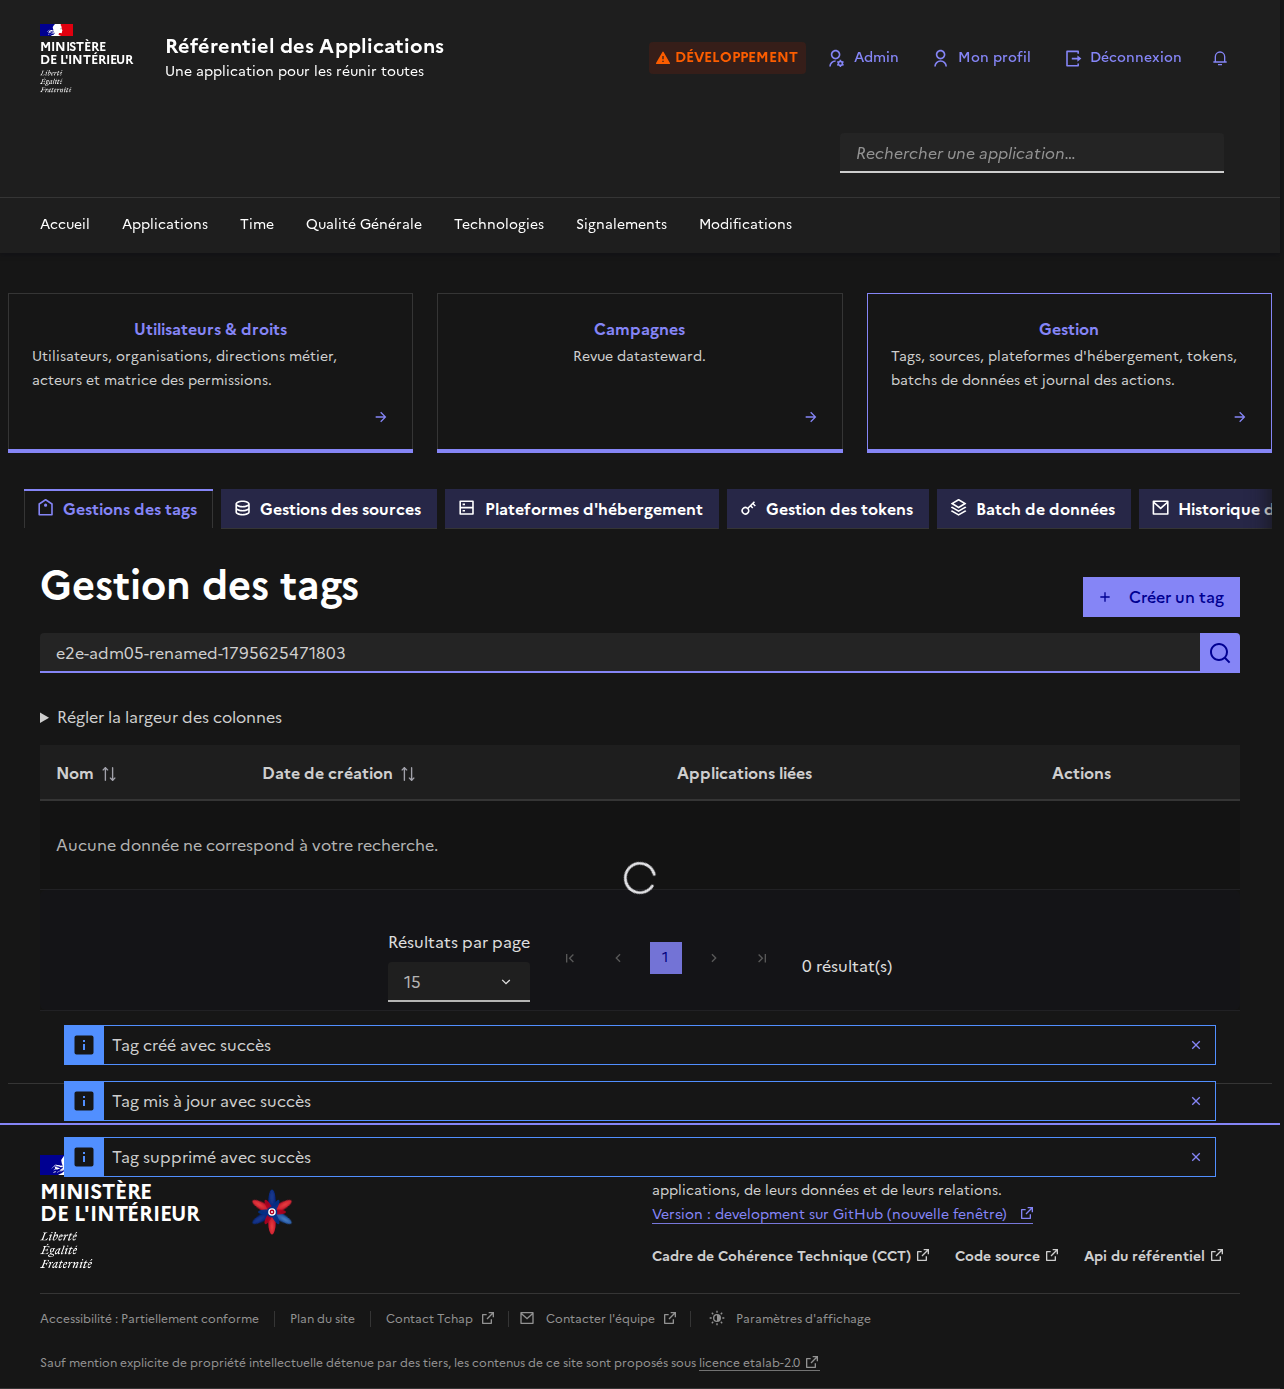 MINISTÈRE
DE L'INTÉRIEUR
Liberté
Égalité
Fraternité
Référentiel des Applications
Une application pour les réunir toutes
DÉVELOPPEMENT
Admin
Mon profil
Déconnexion
Rechercher une application...
Accueil
Applications
Time
Qualité Générale
Technologies
Signalements
Modifications
Utilisateurs & droits
Utilisateurs, organisations, directions métier,
acteurs et matrice des permissions.
Campagnes
Revue datasteward.
Gestion
Tags, sources, plateformes d'hébergement, tokens,
batchs de données et journal des actions.
Gestions des tags
Gestions des sources
Plateformes d'hébergement
Gestion des tokens
Batch de données
Historique d
Gestion des tags
Créer un tag
e2e-adm05-renamed-1795625471803
Régler la largeur des colonnes
Nom
Date de création
Applications liées
Actions
Aucune donnée ne correspond à votre recherche.
Résultats par page
15
1
0 résultat(s)
Tag créé avec succès
Tag mis à jour avec succès
Tag supprimé avec succès
MINISTÈRE
DE L'INTÉRIEUR
Liberté
Égalité
Fraternité
applications, de leurs données et de leurs relations.
Version : development sur GitHub (nouvelle fenêtre)
Cadre de Cohérence Technique (CCT)
Code source
Api du référentiel
Accessibilité : Partiellement conforme
Plan du site
Contact Tchap
Contacter l'équipe
Paramètres d'affichage
Sauf mention explicite de propriété intellectuelle détenue par des tiers, les contenus de ce site sont proposés sous licence etalab-2.0